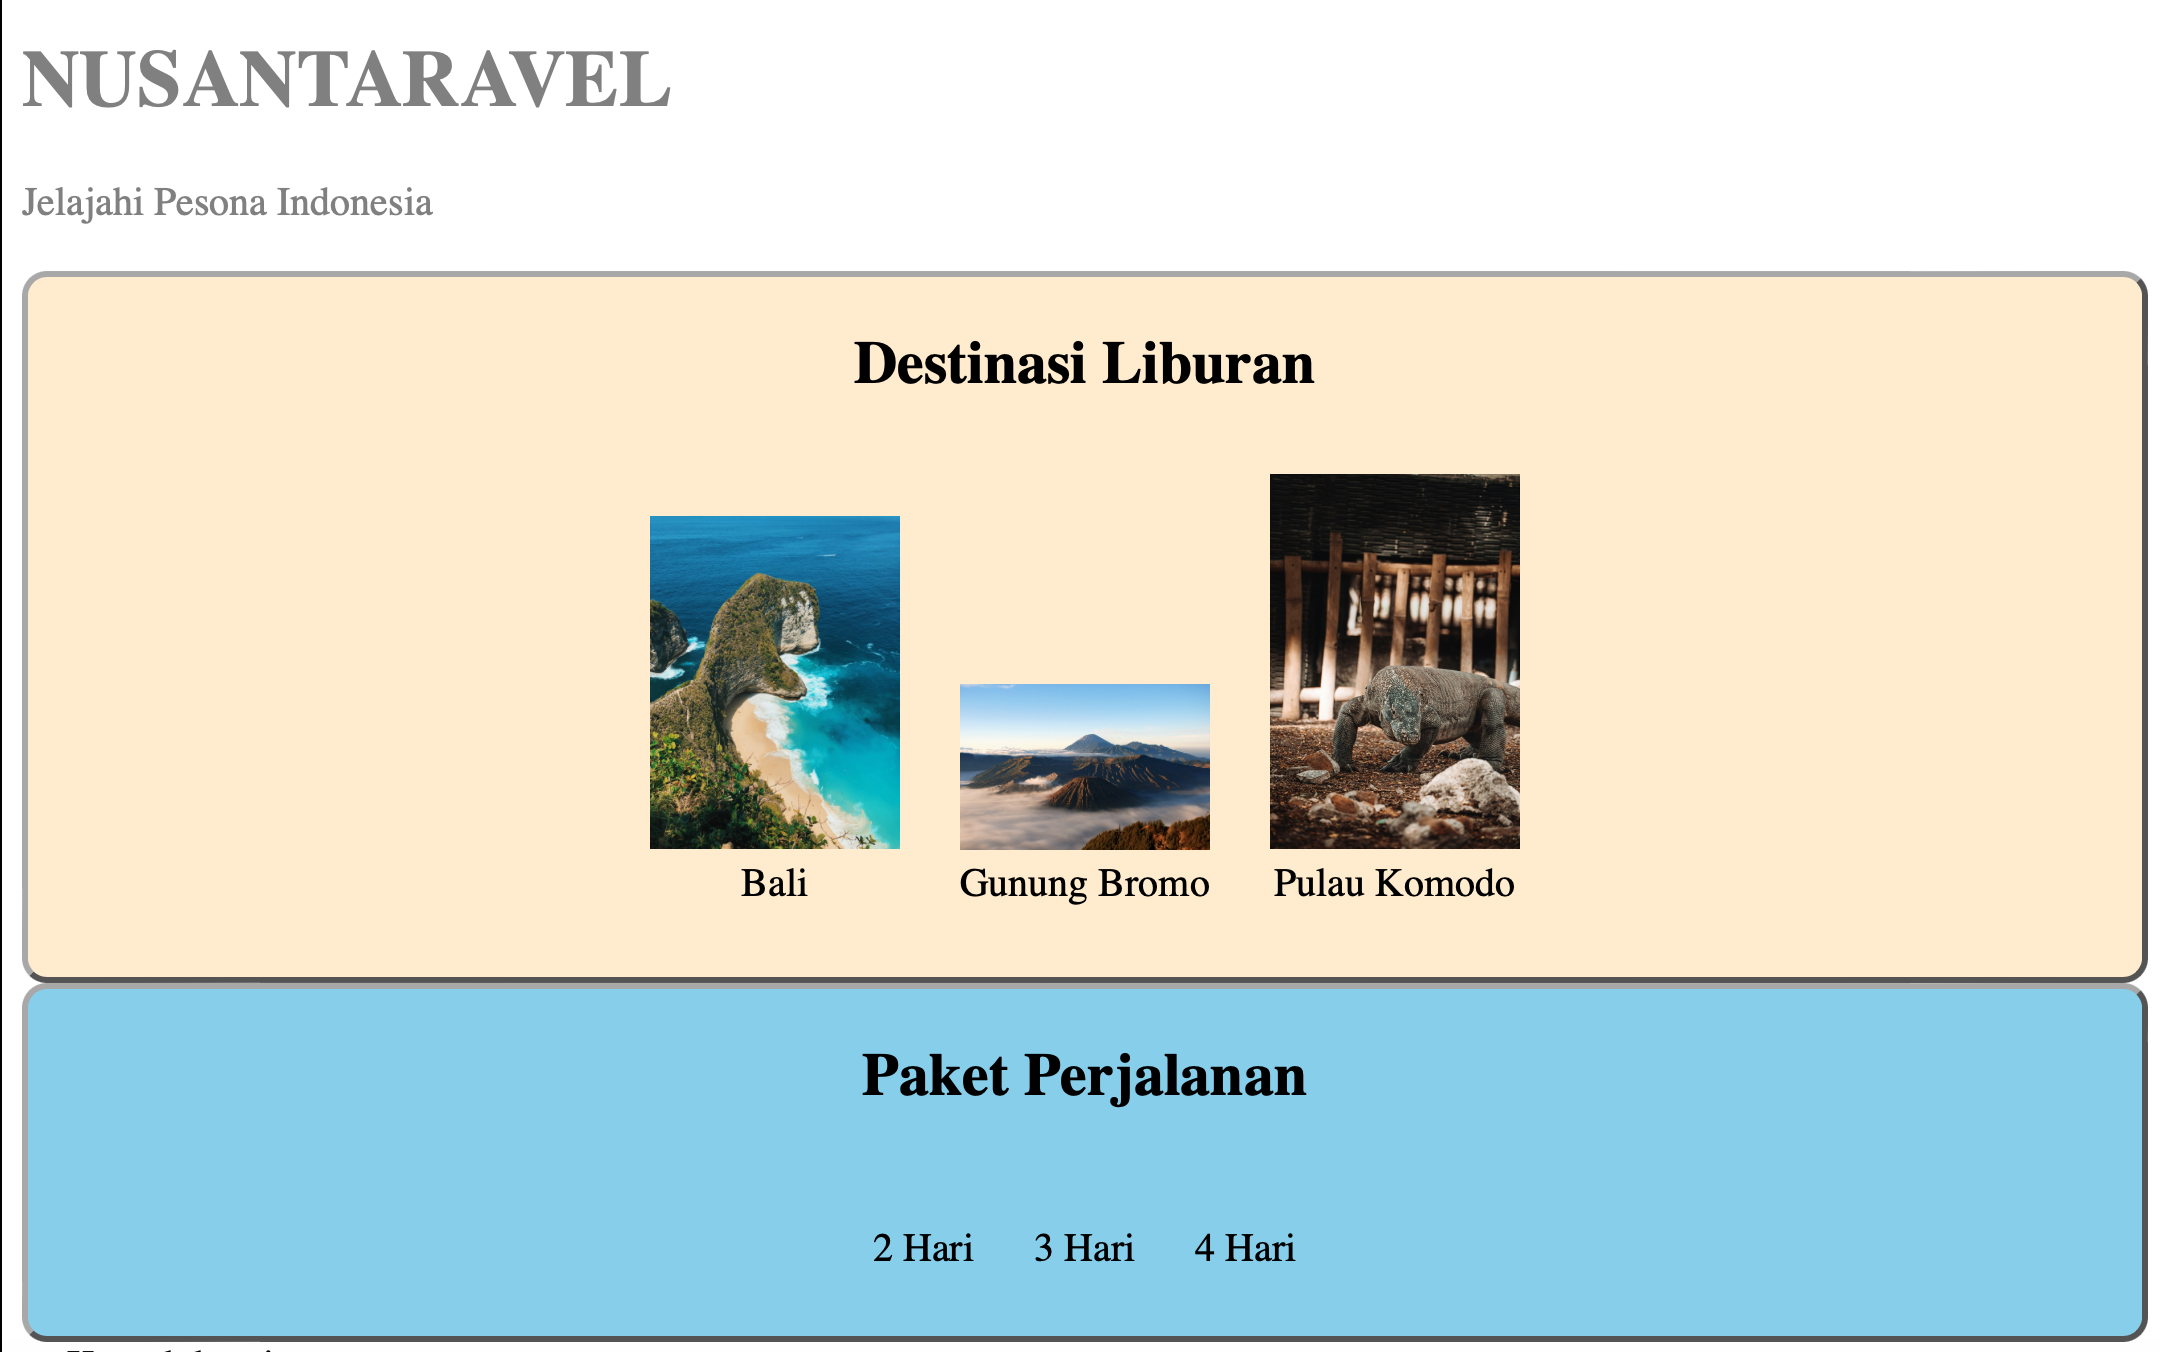 NUSANTARAVEL
Jelajahi Pesona Indonesia
Destinasi Liburan
Bali
Gunung Bromo
Pulau Komodo
Paket Perjalanan
2 Hari
3 Hari
4 Hari